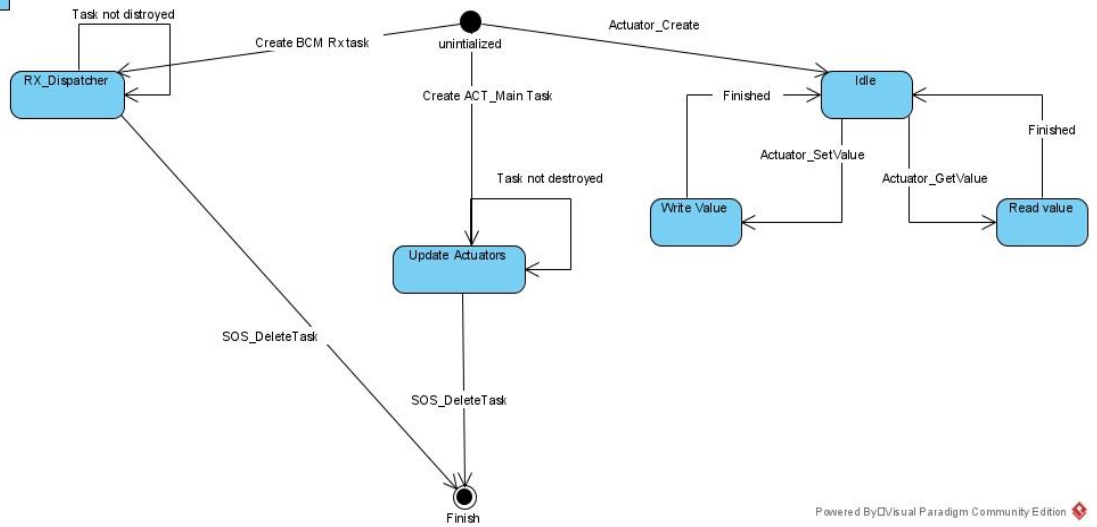 Task not distroyed
Actuator_Create
unintialized
Create BCM Rx task
RX_Dispatcher
Idle
Create ACT_Main Task
Finished
Finished
Actuator_SetValue
Actuator_GetValue
Task not destroyed
Write Value
Read value
Update Actuators
SOS_DeleteTask
SOS_DeleteTask
Finish
Powered By□Visual Paradigm Community Edition